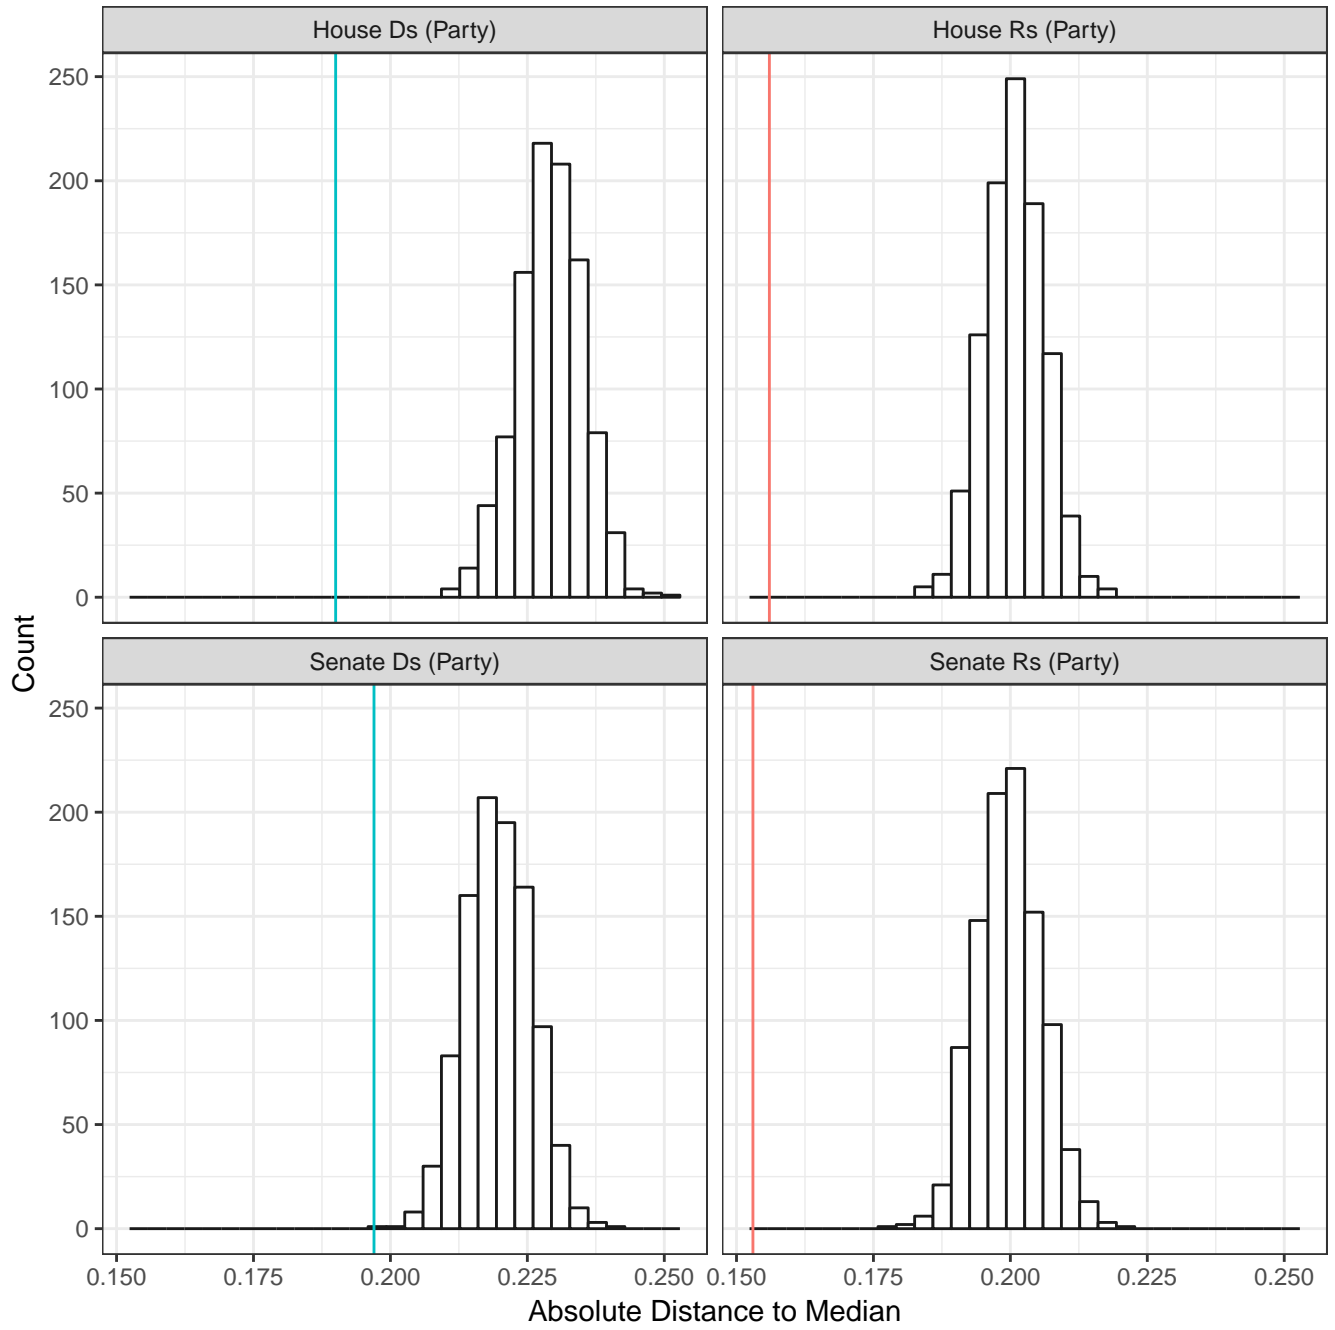 House Ds (Party)
House Rs (Party)
250
200
150
100
50
0
Count
Senate Ds (Party)
Senate Rs (Party)
250
200
150
100
50
0
0.150 0.175 0.200 0.225 0.250 0.150 0.175 0.200 0.225 0.250
Absolute Distance to Median